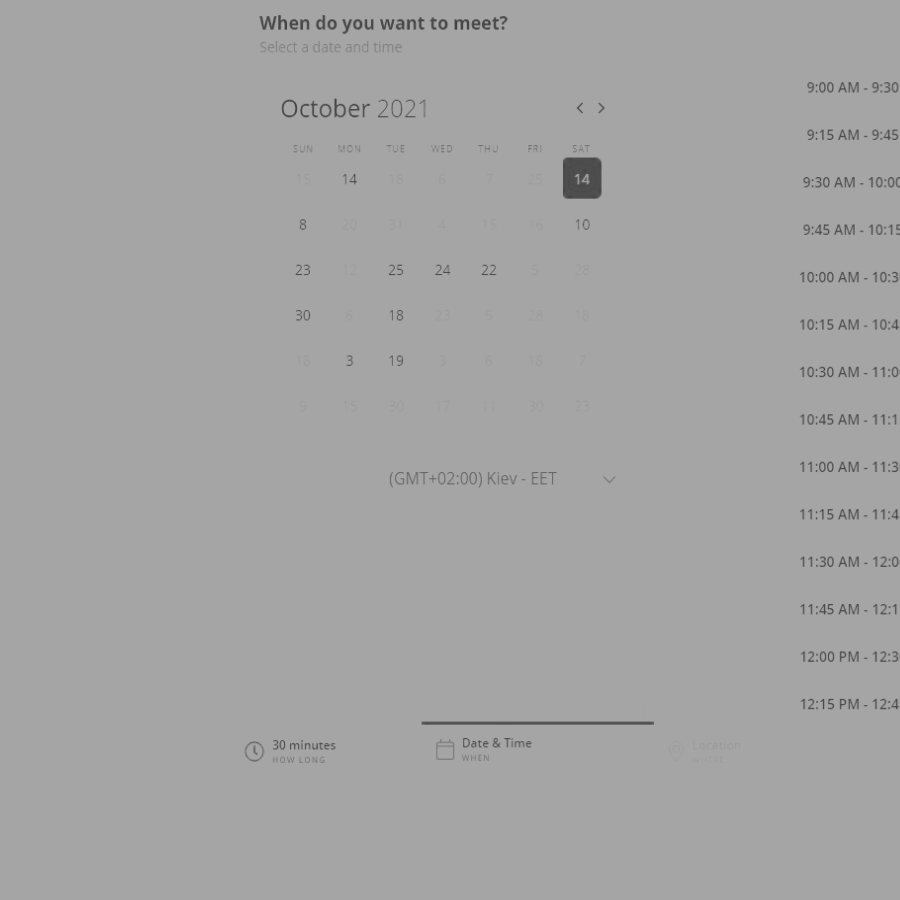 When do you want to meet?
Select a date and time
October 2021
SUN MON TUE WED THU FRI SAT
15 14 18 6 7 25 14
8 20 31 4 15 16 10
23 12 25 24 22 5 28
30 6 18 23 5 28 18
16 3 19 3 6 16 7
9 15 30 17 11 30 23
(GMT+02:00) Kiev - EET
9:00 AM - 9:30
9:15 AM - 9:45
9:30 AM - 10:00
9:45 AM - 10:15
10:00 AM - 10:3
10:15 AM - 10:4
10:30 AM - 11:0
10:45 AM - 11:1
11:00 AM - 11:3
11:15 AM - 11:4
11:30 AM - 12:0
11:45 AM - 12:1
12:00 PM - 12:3
12:15 PM - 12:4
30 minutes
HOW LONG
Date & Time
WHEN
Location